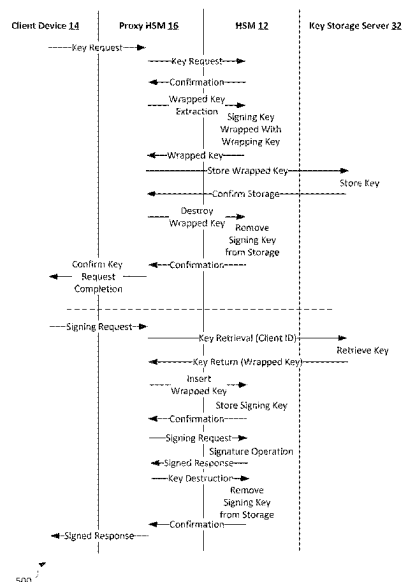 Client Device 14 Proxy HSM 16 HSM 12 Key Storage Server 32
Key Request
Key Request
Confirmation
Wrapped Key
Extraction
Signing Key
Wrapped With
Wrapping Key
Wrapped Key
Store Wrapped Key
Store Key
Confirm Storage
Destroy
Wrapped Key
Remove
Signing Key
from Storage
Confirmation
Confirm Key
Request
Completion
Signing Request
Key Retrieval (Client ID)
Retrieve Key
Key Return (Wrapped Key)
Insert
Wrapped Key
Store Signing Key
Confirmation
Signing Request
Signature Operation
Signed Response
Key Destruction
Remove
Signing Key
from Storage
Confirmation
Signed Response
500